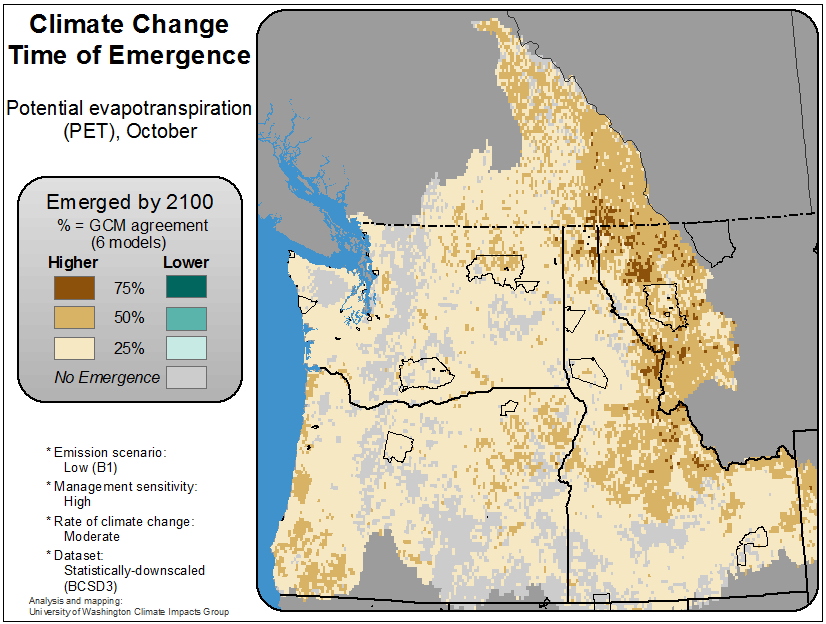 Climate Change
Time of Emergence
Potential evapotranspiration
(PET), October
Emerged by 2100
% = GCM agreement
(6 models)
Higher Lower
75%
50%
25%
No Emergence
* Emission scenario:
Low (B1)
* Management sensitivity:
High
* Rate of climate change:
Moderate
* Dataset:
Statistically-downscaled
(BCSD3)
Analysis and mapping:
University of Washington Climate Impacts Group